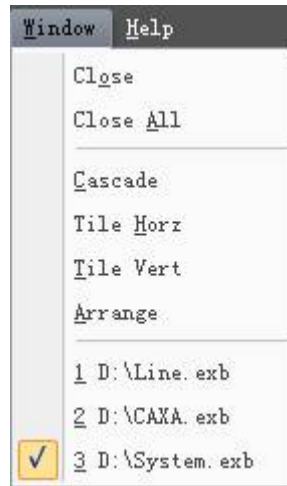 Window Help
Close
Close All
Cascade
Tile Horz
Tile Vert
Arrange
1 D:\Line.exb
2 D:\CAXA.exb
3 D:\System.exb